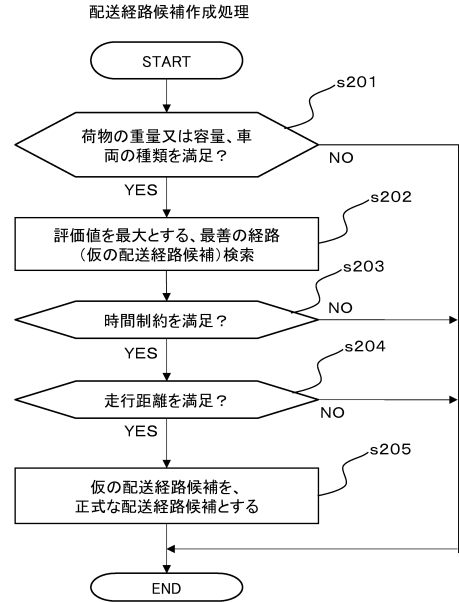 配送経路候補作成処理
START
s201
荷物の重量又は容量、車
両の種類を満足？
NO
YES
s202
評価値を最大とする、最善の経路
（仮の配送経路候補）検索
s203
時間制約を満足？
NO
YES
s204
走行距離を満足？
NO
YES
s205
仮の配送経路候補を、
正式な配送経路候補とする
END